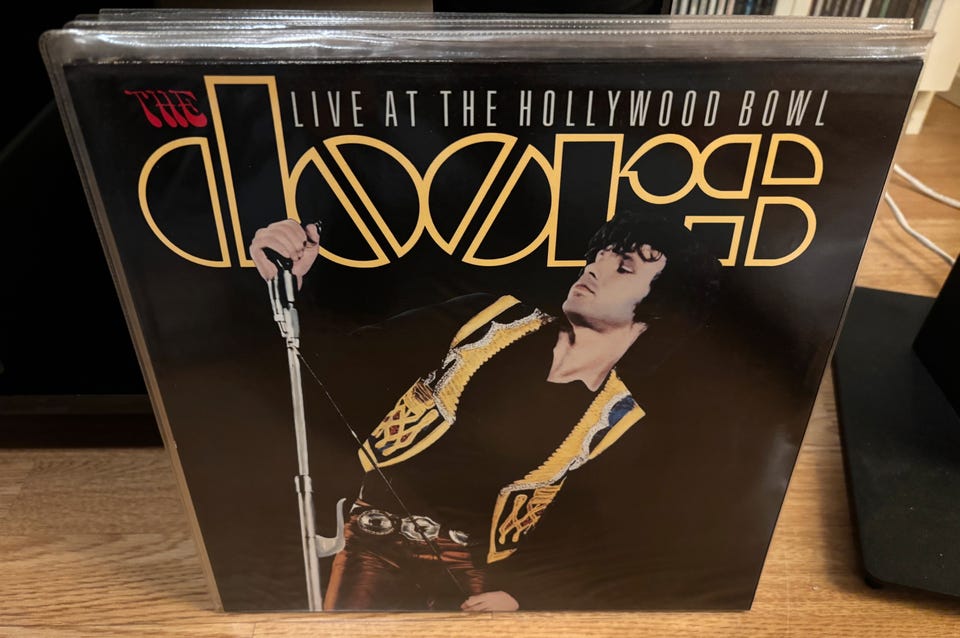 THE
LIVE AT THE HOLLYWOOD BOWL
doors